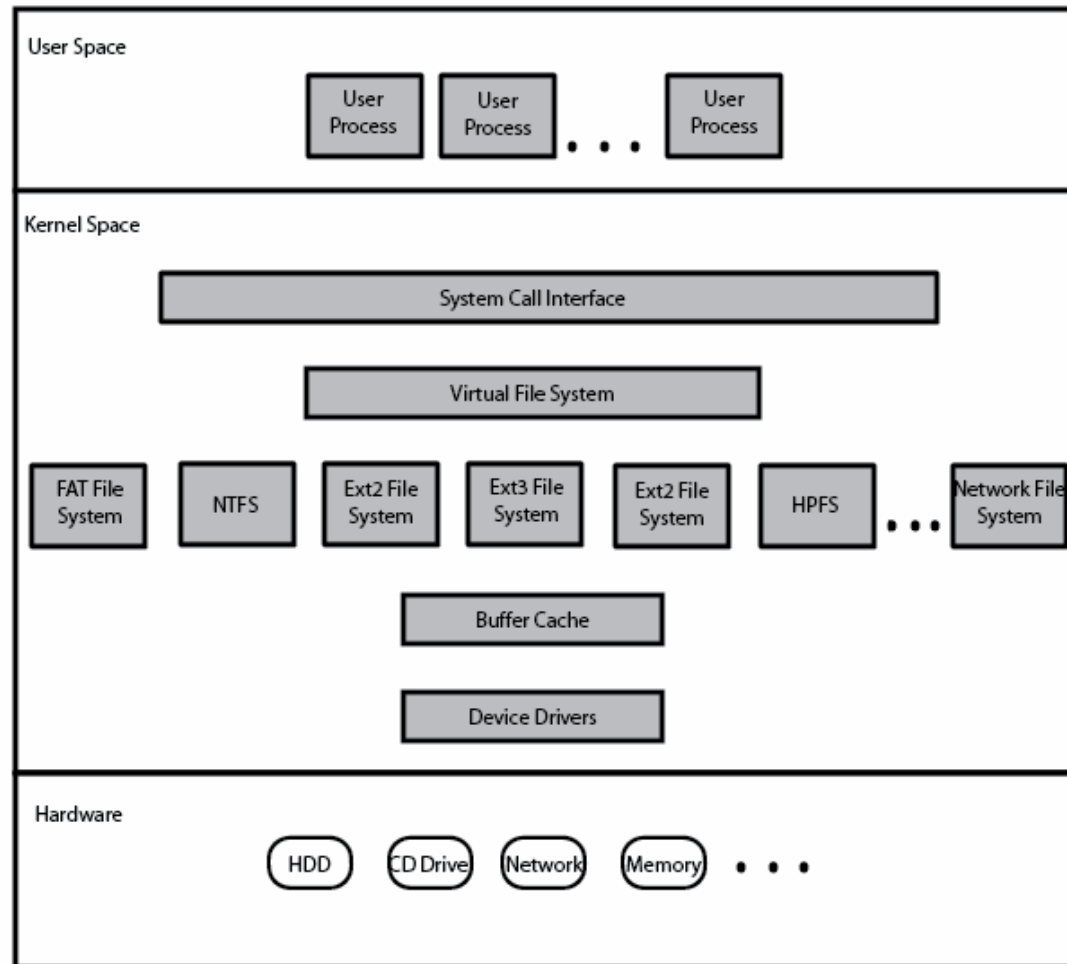 User Space
User
Process
User
Process
. . .
User
Process
Kernel Space
System Call Interface
Virtual File System
FAT File
System
NTFS
Ext2 File
System
Ext3 File
System
Ext2 File
System
HPFS
...
Network File
System
Buffer Cache
Device Drivers
Hardware
HDD
CD Drive
Network
Memory
. . .